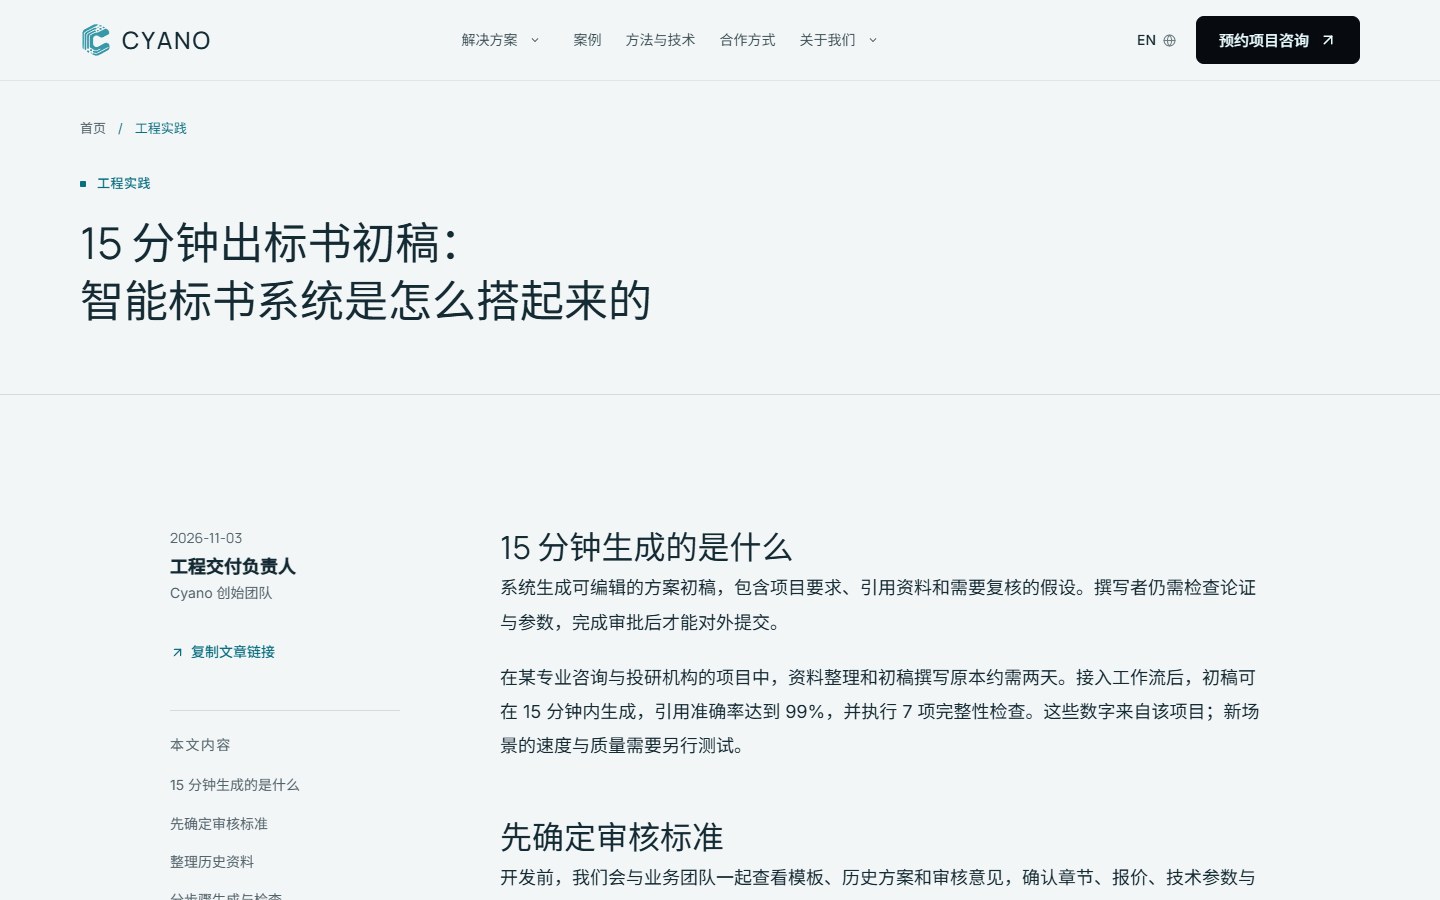 CYANO
解决方案
案例
方法与技术
合作方式
关于我们
EN
预约项目咨询
首页 / 工程实践
工程实践
15 分钟出标书初稿：
智能标书系统是怎么搭起来的
2026-11-03
工程交付负责人
Cyano 创始团队
复制文章链接
本文内容
15 分钟生成的是什么
先确定审核标准
整理历史资料
分步骤生成与检查
15 分钟生成的是什么
系统生成可编辑的方案初稿，包含项目要求、引用资料和需要复核的假设。撰写者仍需检查论证
与参数，完成审批后才能对外提交。
在某专业咨询与投研机构的项目中，资料整理和初稿撰写原本约需两天。接入工作流后，初稿可
在 15 分钟内生成，引用准确率达到 99%，并执行 7 项完整性检查。这些数字来自该项目；新场
景的速度与质量需要另行测试。
先确定审核标准
开发前，我们会与业务团队一起查看模板、历史方案和审核意见，确认章节、报价、技术参数与